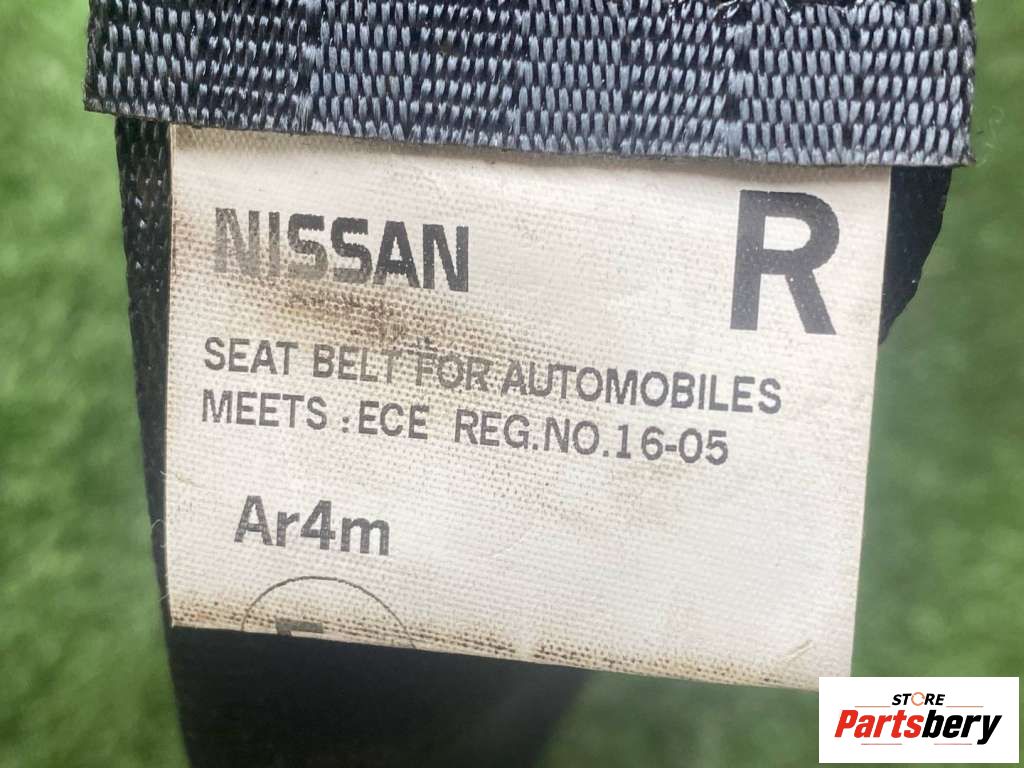 NISSAN R
SEAT BELT FOR AUTOMOBILES
MEETS : ECE REG.NO.16-05
Ar4m
STORE
Partsbery